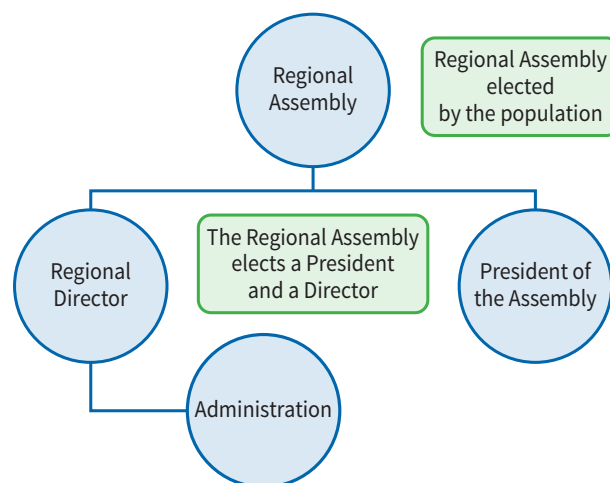 Regional
Assembly
Regional Assembly
elected
by the population
Regional
Director
The Regional Assembly
elects a President
and a Director
President of
the Assembly
Administration